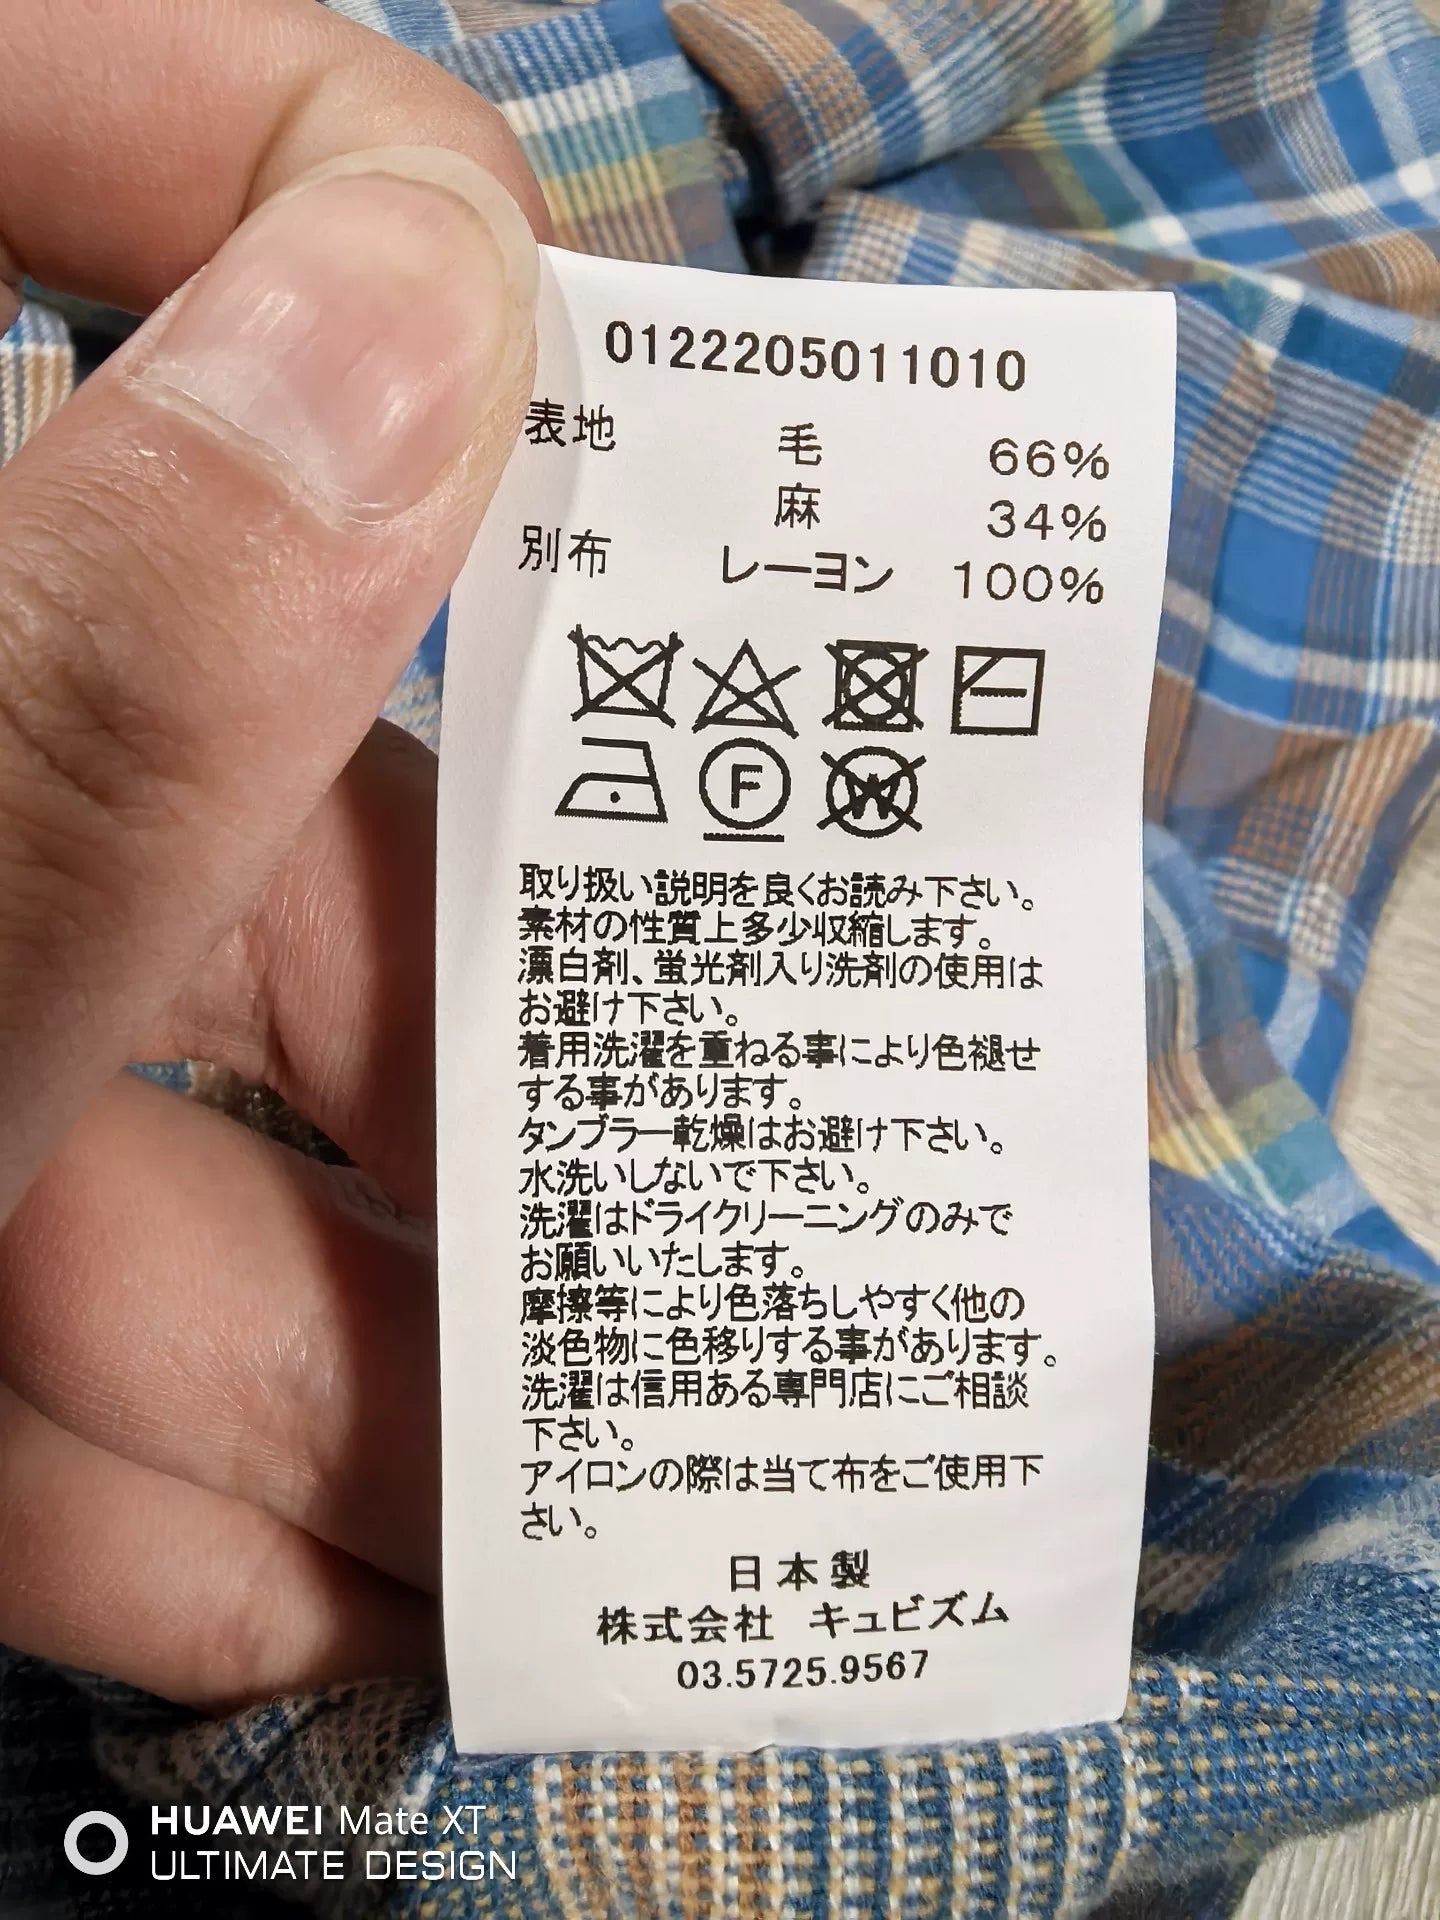 0122205011010
表地 毛 66%
麻 34%
別布 レーヨン 100%
F
W
取り扱い説明を良くお読み下さい。
素材の性質上多少収縮します。
漂白剤、蛍光剤入り洗剤の使用は
お避け下さい。
着用洗濯を重ねる事により色褪せ
する事があります。
タンブラー乾燥はお避け下さい。
水洗いしないで下さい。
洗濯はドライクリーニングのみで
お願いいたします。
摩擦等により色落ちしやすく他の
淡色物に色移りする事があります。
洗濯は信用ある専門店にご相談
下さい。
アイロンの際は当て布をご使用下
さい。
日本製
株式会社 キュビズム
03.5725.9567
HUAWEI Mate XT
ULTIMATE DESIGN